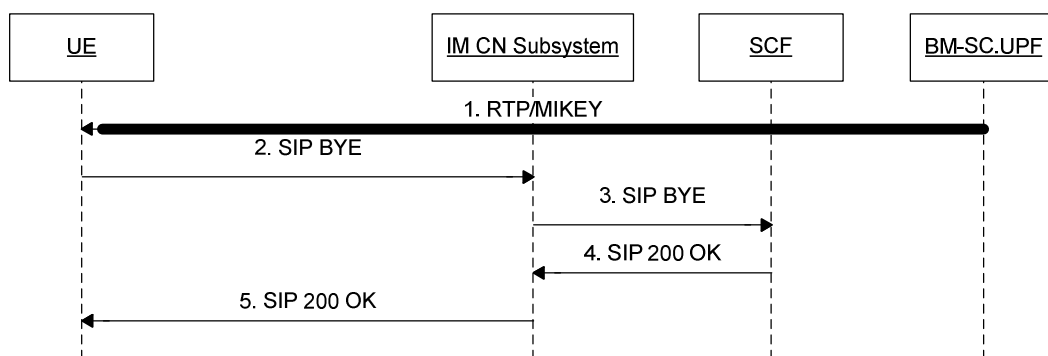 UE
IM CN Subsystem
SCF
BM-SC.UPF
1. RTP/MIKEY
2. SIP BYE
3. SIP BYE
4. SIP 200 OK
5. SIP 200 OK